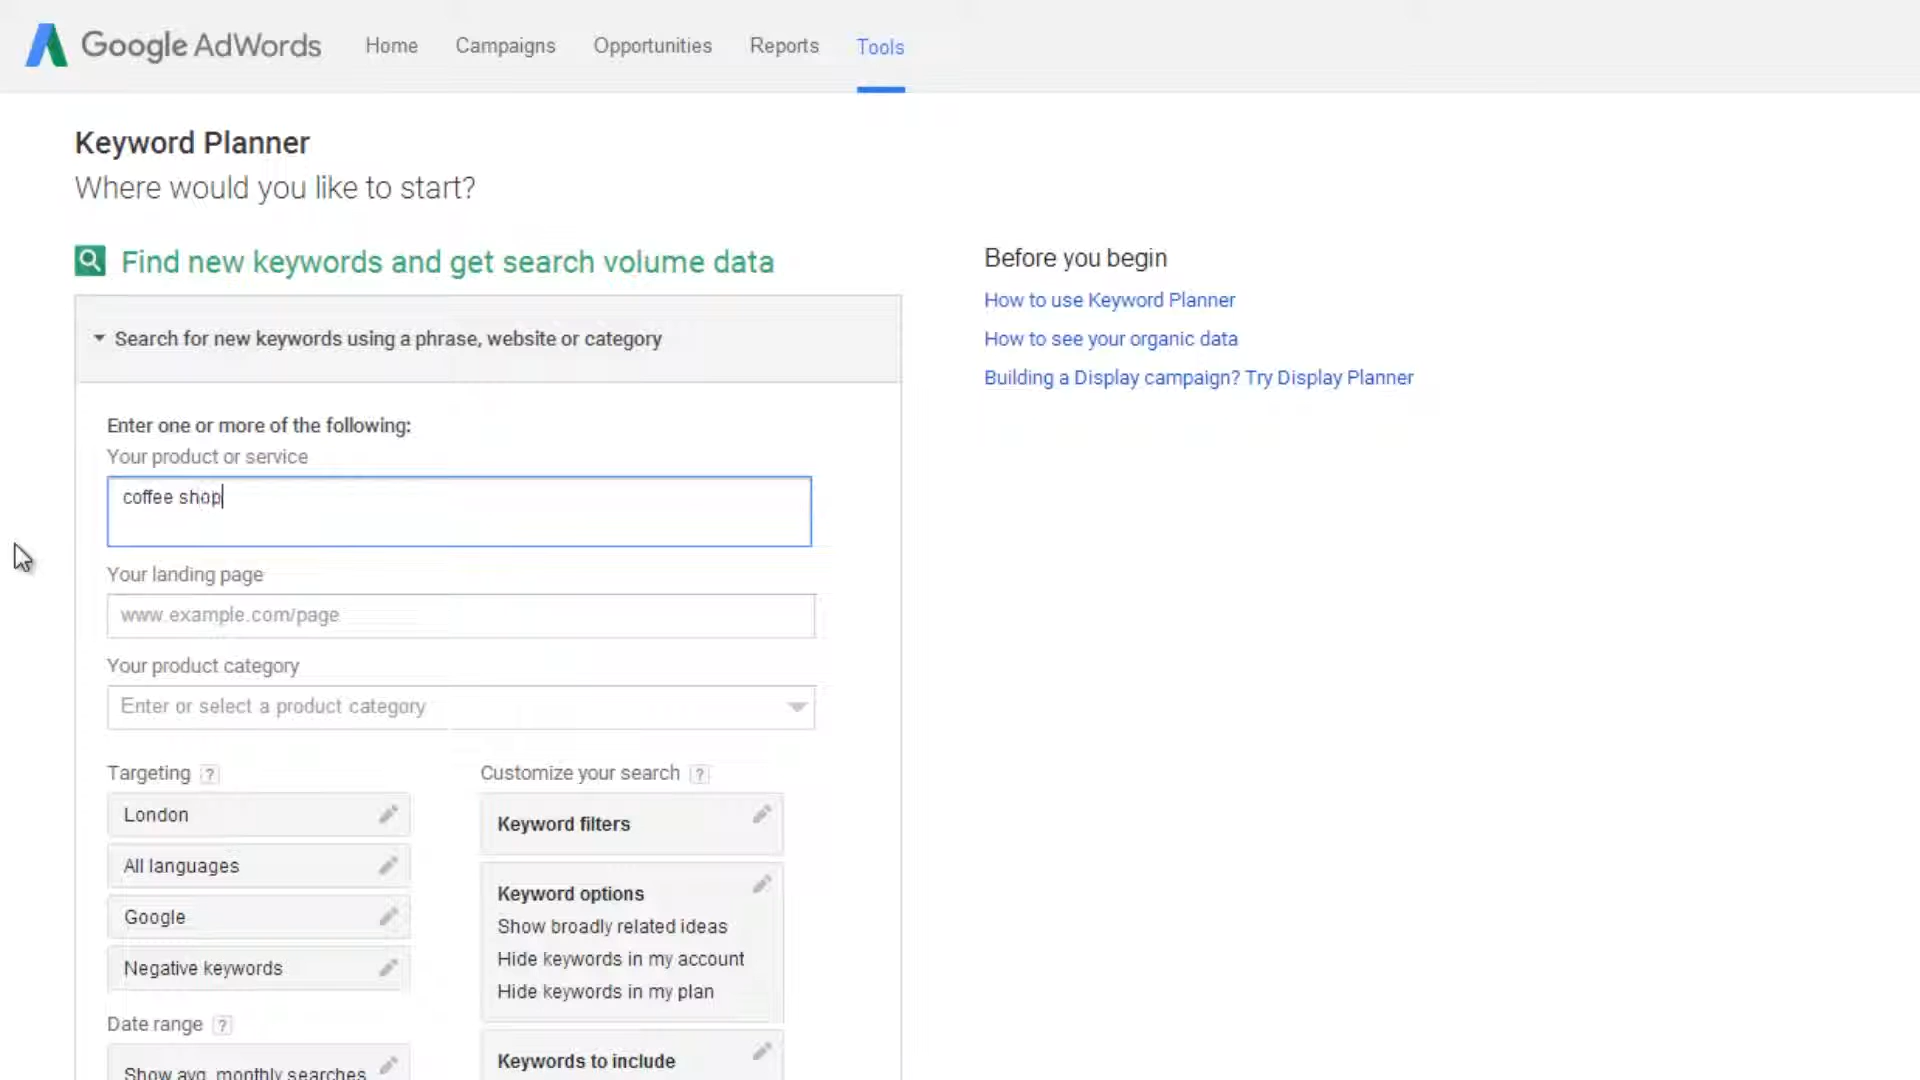 Google AdWords Home Campaigns Opportunities Reports Tools
Keyword Planner
Where would you like to start?
Find new keywords and get search volume data
Search for new keywords using a phrase, website or category
Enter one or more of the following:
Your product or service
coffee shop
Your landing page
www.example.com/page
Your product category
Enter or select a product category
Targeting ?
London
All languages
Google
Negative keywords
Date range ?
Show avg. monthly searches
Customize your search ?
Keyword filters
Keyword options
Show broadly related ideas
Hide keywords in my account
Hide keywords in my plan
Keywords to include
Before you begin
How to use Keyword Planner
How to see your organic data
Building a Display campaign? Try Display Planner